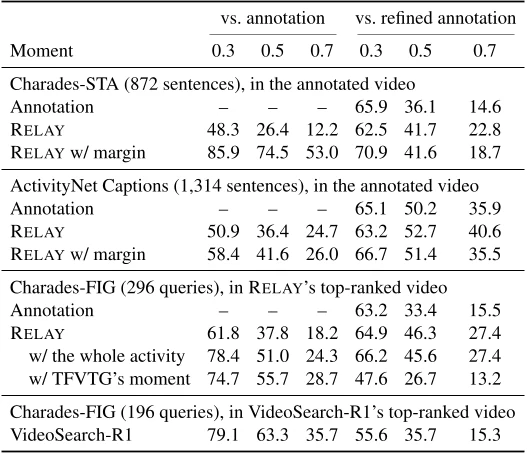 vs. annotation vs. refined annotation
Moment 0.3 0.5 0.7 0.3 0.5 0.7
Charades-STA (872 sentences), in the annotated video
Annotation – – – 65.9 36.1 14.6
RELAY 48.3 26.4 12.2 62.5 41.7 22.8
RELAY w/ margin 85.9 74.5 53.0 70.9 41.6 18.7
ActivityNet Captions (1,314 sentences), in the annotated video
Annotation – – – 65.1 50.2 35.9
RELAY 50.9 36.4 24.7 63.2 52.7 40.6
RELAY w/ margin 58.4 41.6 26.0 66.7 51.4 35.5
Charades-FIG (296 queries), in RELAY's top-ranked video
Annotation – – – 63.2 33.4 15.5
RELAY 61.8 37.8 18.2 64.9 46.3 27.4
w/ the whole activity 78.4 51.0 24.3 66.2 45.6 27.4
w/ TFVTG's moment 74.7 55.7 28.7 47.6 26.7 13.2
Charades-FIG (196 queries), in VideoSearch-R1's top-ranked video
VideoSearch-R1 79.1 63.3 35.7 55.6 35.7 15.3